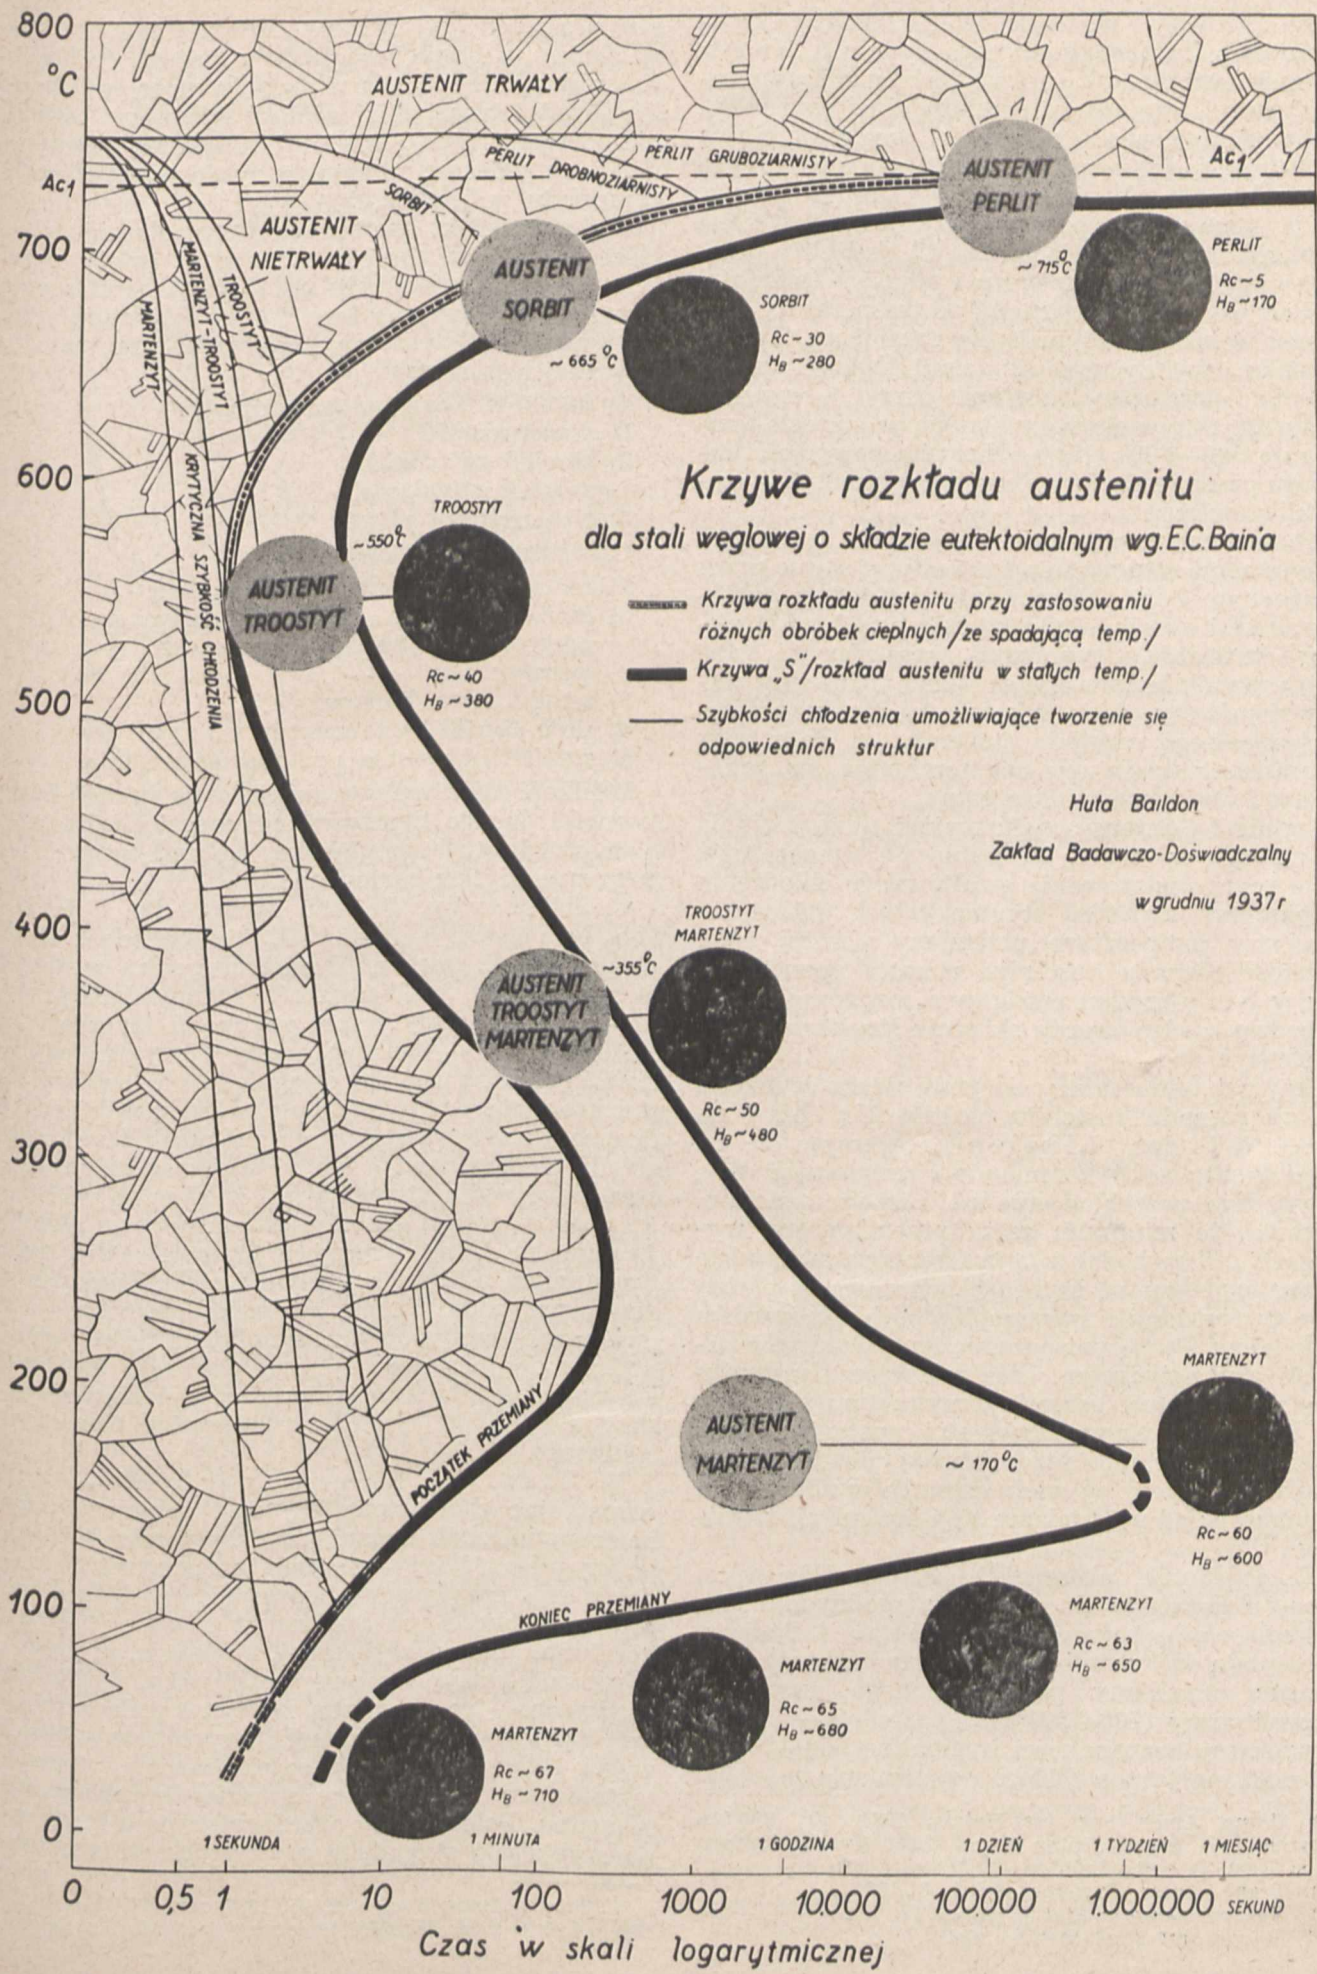 800
°C
AUSTENIT TRWAŁY
PERLIT DROBNOZIARNISTY
PERLIT GRUBOZIARNISTY
Ac1
Ac1
SORBIT
AUSTENIT
NIETRWAŁY
AUSTENIT
PERLIT
~715°C
PERLIT
Rc~5
HB~170
700
MARTENZYT
MARTENZYT-TROOSTYT
TROOSTYT
AUSTENIT
SORBIT
~665°C
SORBIT
Rc~30
HB~280
600
KRYTYCZNA SZYBKOŚĆ CHŁODZENIA
Krzywe rozkładu austenitu
dla stali węglowej o składzie eutektoidalnym wg. E.C. Bain'a
Krzywa rozkładu austenitu przy zastosowaniu
różnych obróbek cieplnych /ze spadającą temp./
Krzywa „S"/rozkład austenitu w stałych temp./
Szybkości chłodzenia umożliwiające tworzenie się
odpowiednich struktur
TROOSTYT
~550°C
AUSTENIT
TROOSTYT
Rc~40
HB~380
500
Huta Baildon
Zakład Badawczo-Doświadczalny
w grudniu 1937r
400
TROOSTYT
MARTENZYT
~355°C
AUSTENIT
TROOSTYT
MARTENZYT
Rc~50
HB~480
300
200
POCZĄTEK PRZEMIANY
AUSTENIT
MARTENZYT
~170°C
MARTENZYT
Rc~60
HB~600
100
KONIEC PRZEMIANY
MARTENZYT
Rc~63
HB~650
MARTENZYT
Rc~65
HB~680
MARTENZYT
Rc~67
HB~710
0
1 SEKUNDA
1 MINUTA
1 GODZINA
1 DZIEŃ
1 TYDZIEŃ
1 MIESIĄC
0 0,5 1 10 100 1000 10.000 100.000 1.000.000 SEKUND
Czas w skali logarytmicznej